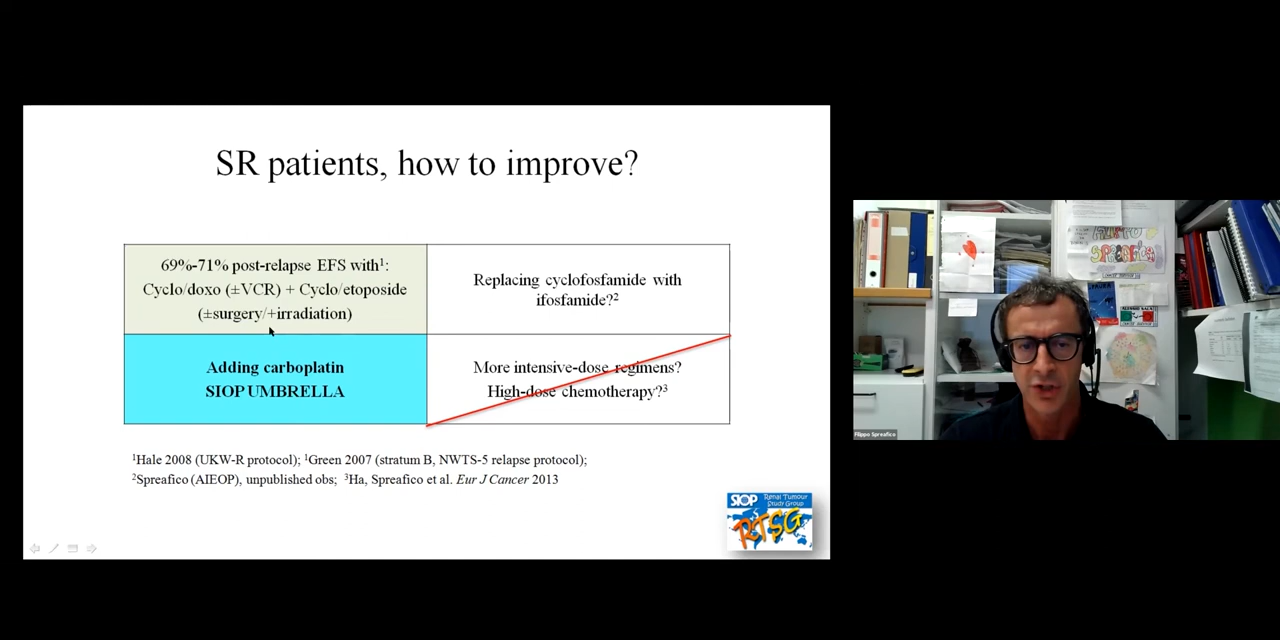 SR patients, how to improve?
69%-71% post-relapse EFS with1:
Cyclo/doxo (±VCR) + Cyclo/etoposide
(±surgery/+irradiation)
Replacing cyclofosfamide with
ifosfamide?2
Adding carboplatin
SIOP UMBRELLA
More intensive-dose regimens?
High-dose chemotherapy?3
1Hale 2008 (UKW-R protocol); 1Green 2007 (stratum B, NWTS-5 relapse protocol);
2Spreafico (AIEOP), unpublished obs; 3Ha, Spreafico et al. Eur J Cancer 2013
SIOP Renal Tumour
Study Group
RTSG
Filippo Spreafico